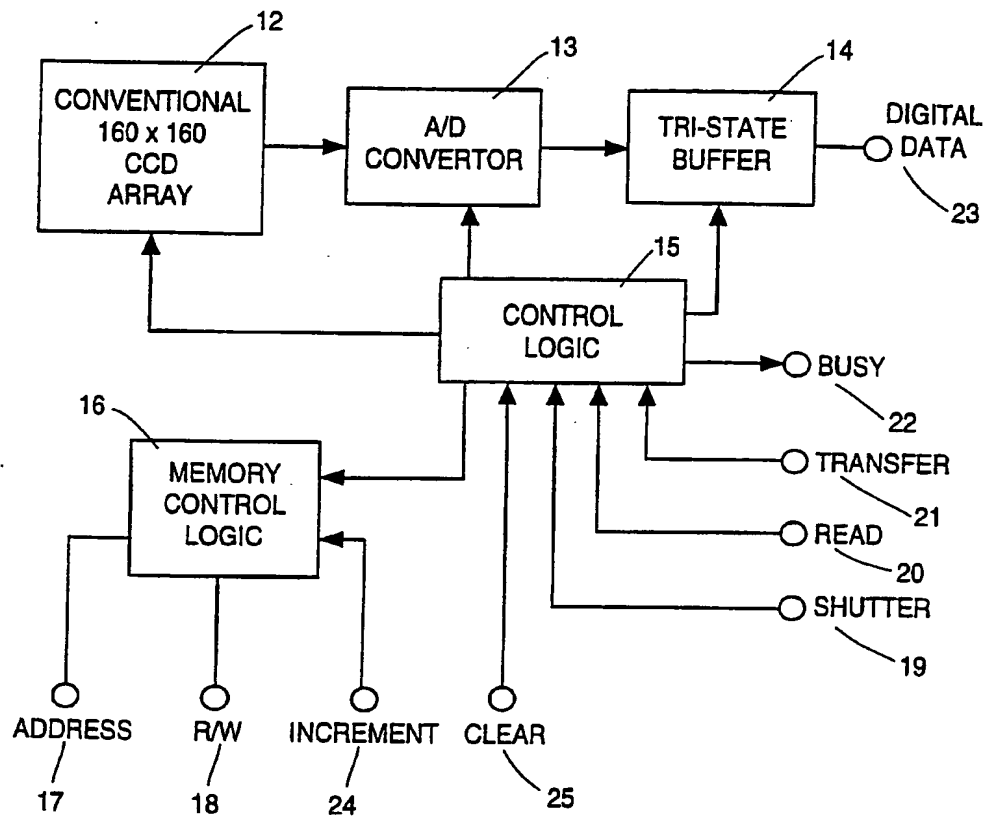 12
CONVENTIONAL
160 x 160
CCD
ARRAY
13
A/D
CONVERTOR
14
TRI-STATE
BUFFER
DIGITAL
DATA
23
15
CONTROL
LOGIC
BUSY
22
TRANSFER
21
READ
20
SHUTTER
19
16
MEMORY
CONTROL
LOGIC
ADDRESS
17
R/W
18
INCREMENT
24
CLEAR
25